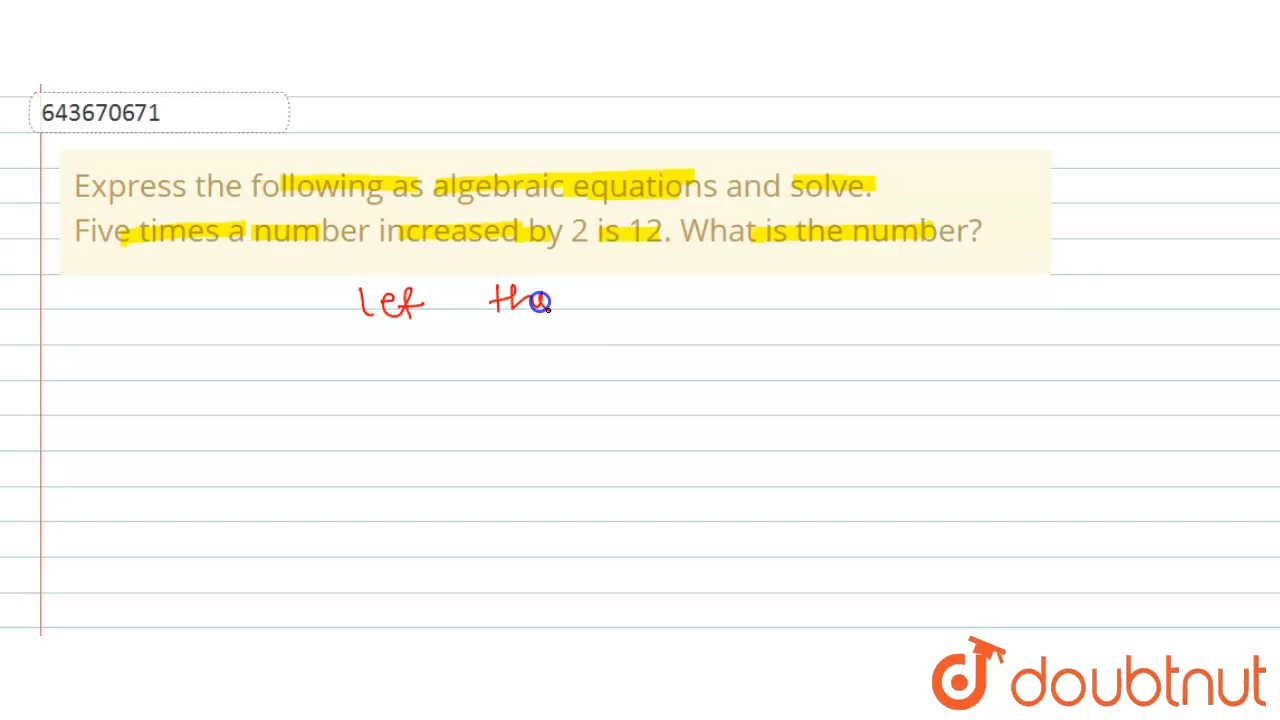 643670671
Express the following as algebraic equations and solve.
Five times a number increased by 2 is 12. What is the number?
let the
doubtnut